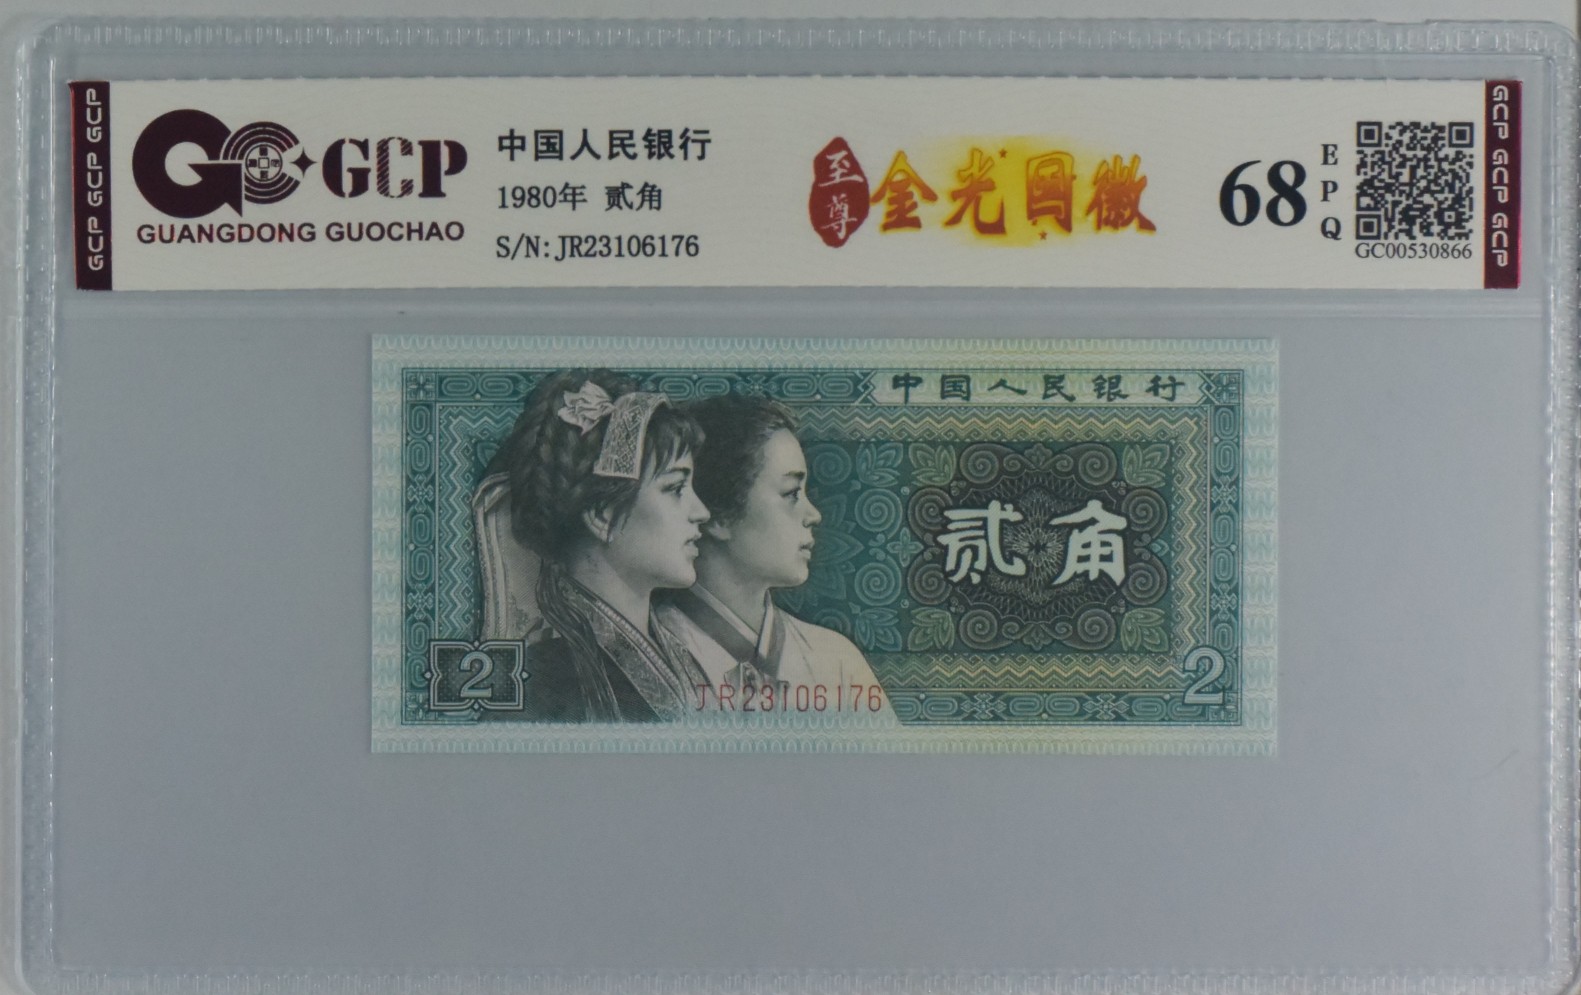 GCP GCP GCP
GCP
GUANGDONG GUOCHAO
中国人民银行
1980年 贰角
S/N:JR23106176
至尊
金光国徽
68
EPQ
GC00530866
GCP GCP GCP
中国人民银行
贰角
2
JR23106176
2